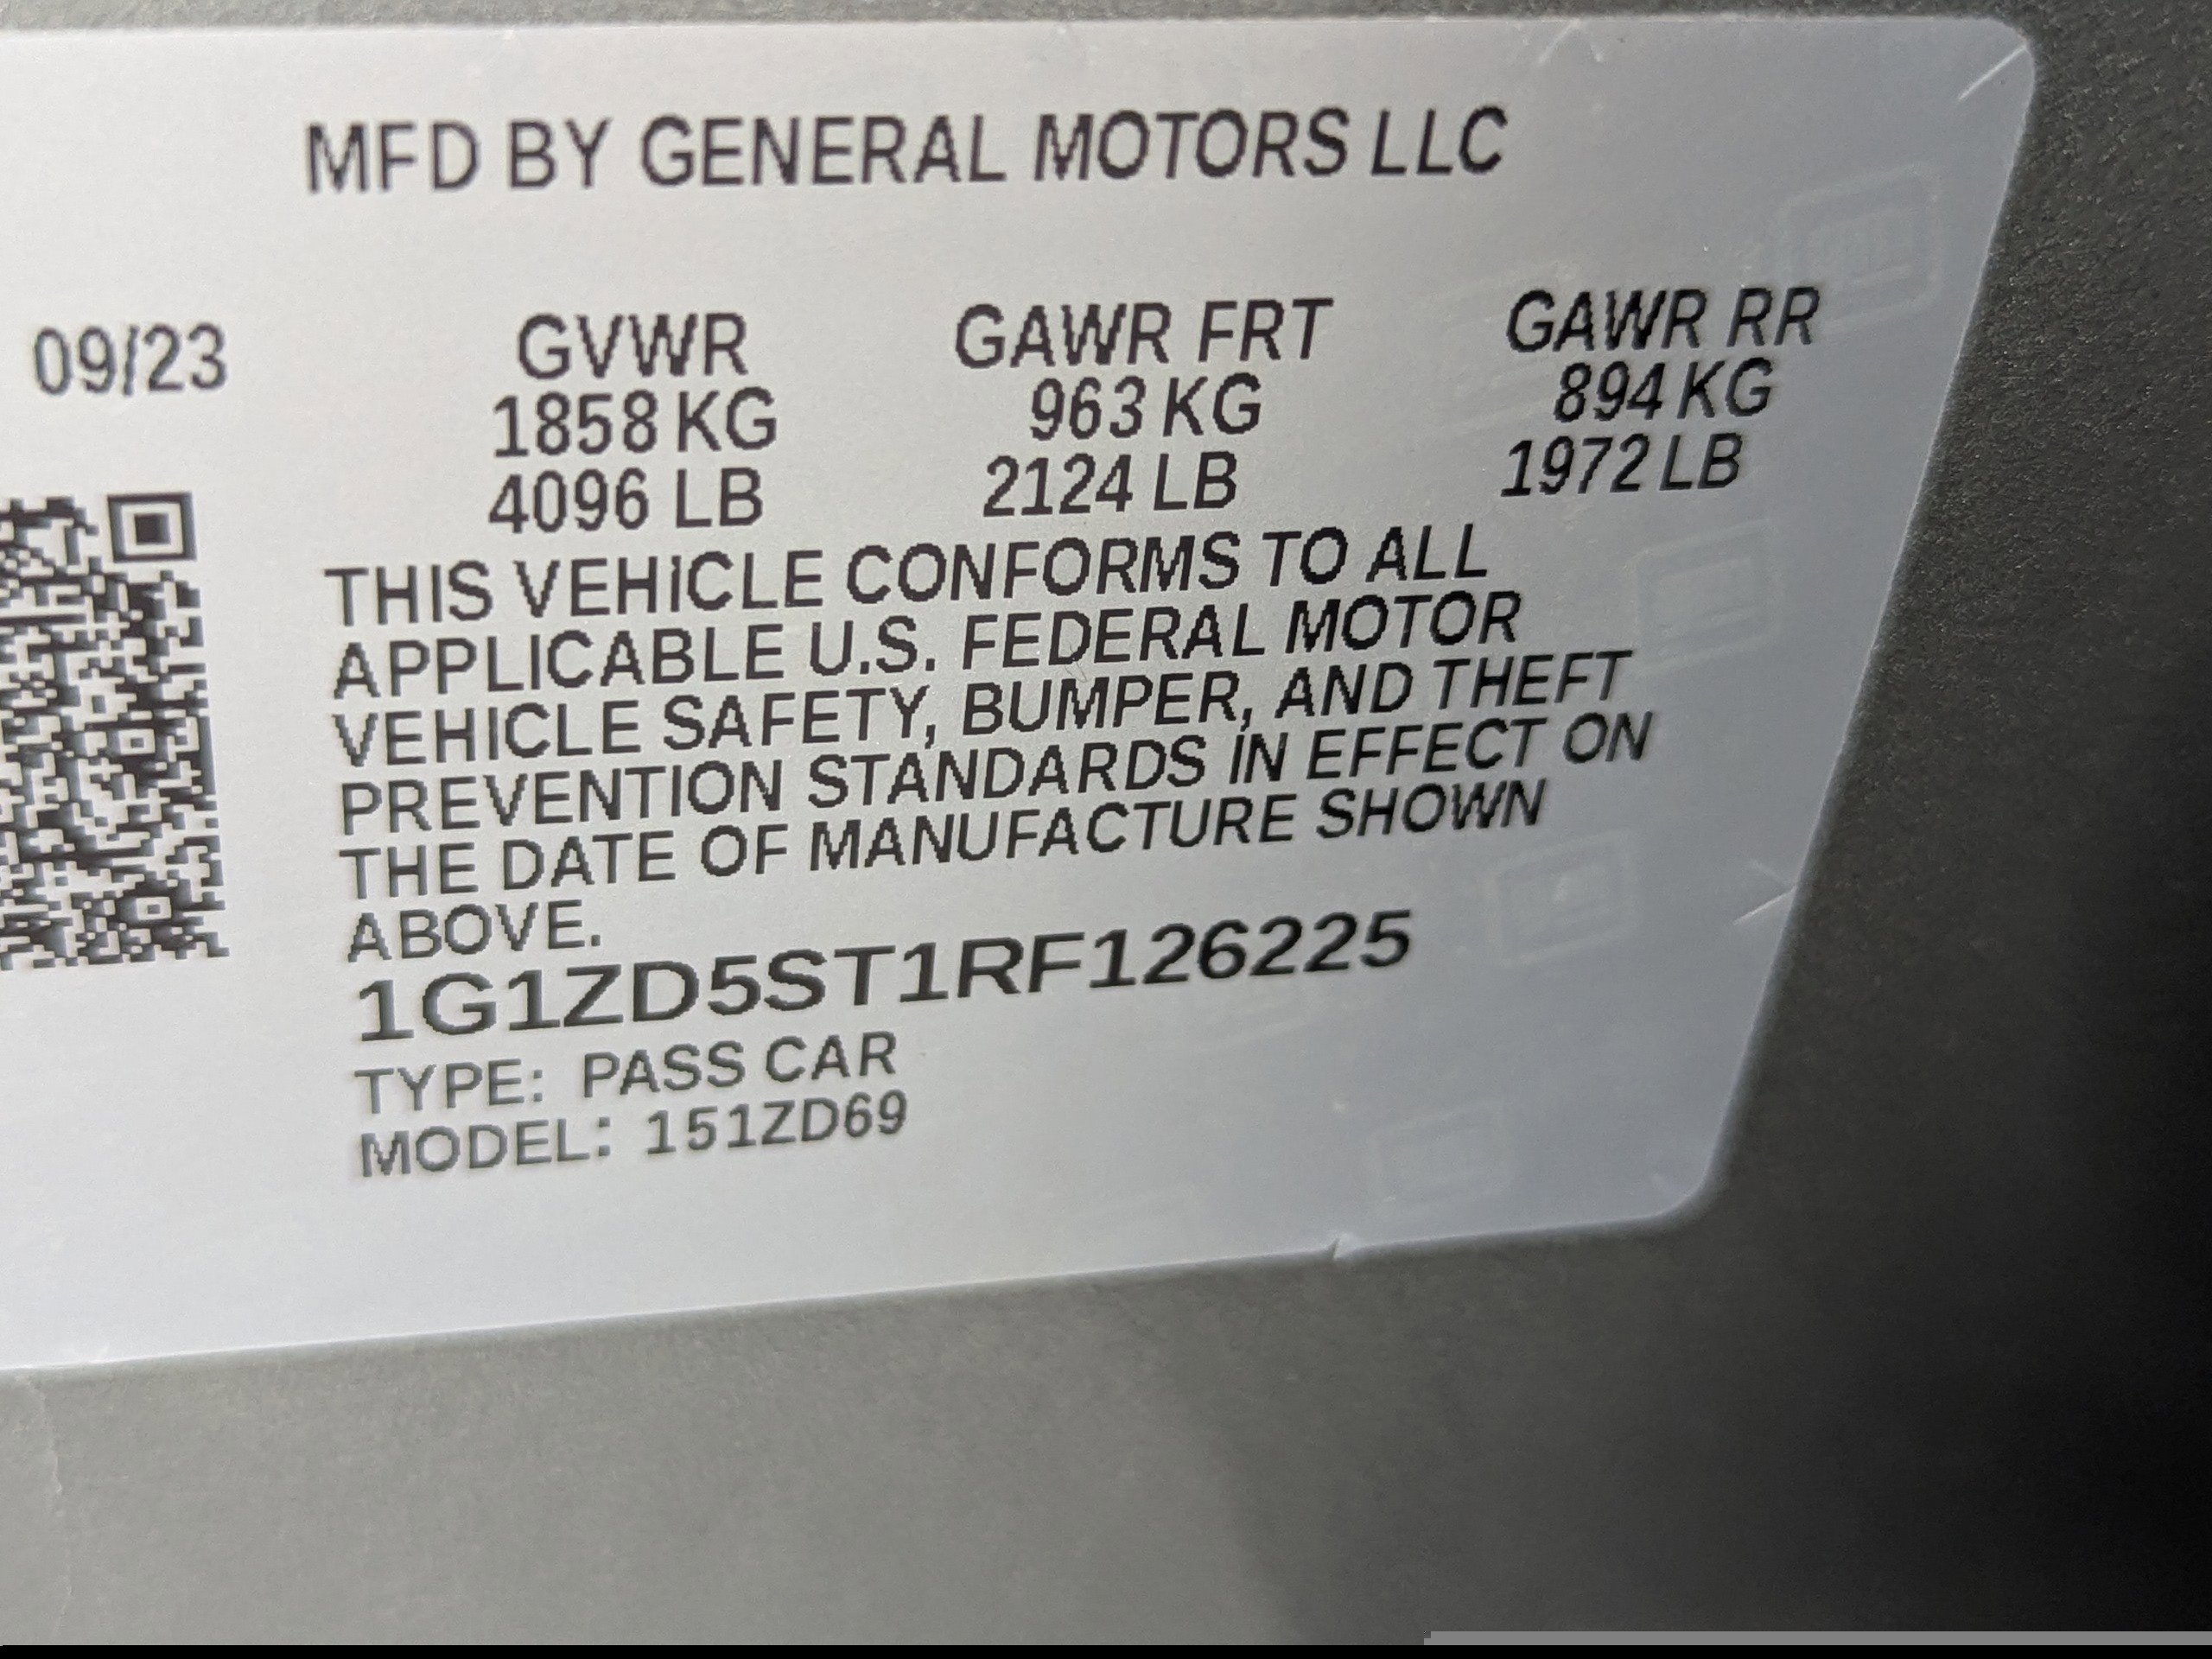 MFD BY GENERAL MOTORS LLC
09/23 GVWR GAWR FRT GAWR RR
1858 KG 963 KG 894 KG
4096 LB 2124 LB 1972 LB
THIS VEHICLE CONFORMS TO ALL
APPLICABLE U.S. FEDERAL MOTOR
VEHICLE SAFETY, BUMPER, AND THEFT
PREVENTION STANDARDS IN EFFECT ON
THE DATE OF MANUFACTURE SHOWN
ABOVE.
1G1ZD5ST1RF126225
TYPE: PASS CAR
MODEL: 151ZD69